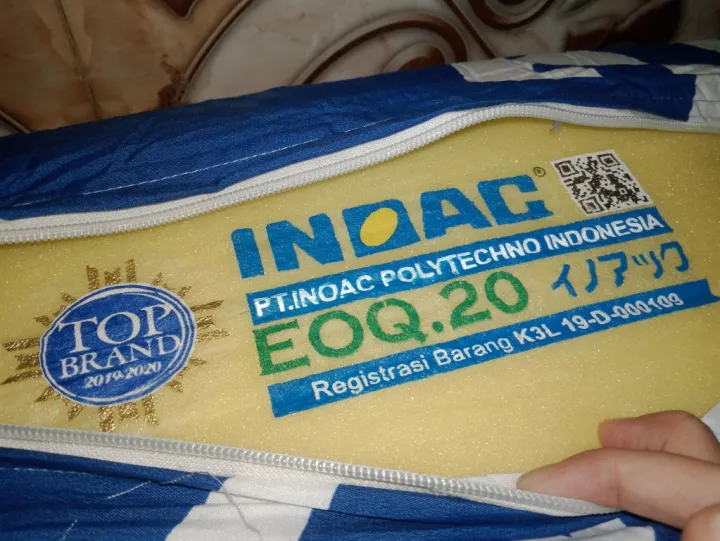 INOAC®
PT.INOAC POLYTECHNO INDONESIA
EOQ.20 イノアック
Registrasi Barang K3L 19-D-000109
TOP
BRAND
2019-2020